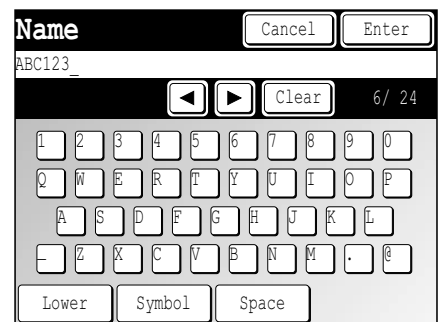 Name Cancel Enter
ABC123_
◄ ► Clear 6/ 24
1 2 3 4 5 6 7 8 9 0
Q W E R T Y U I O P
A S D F G H J K L
_ Z X C V B N M . @
Lower Symbol Space